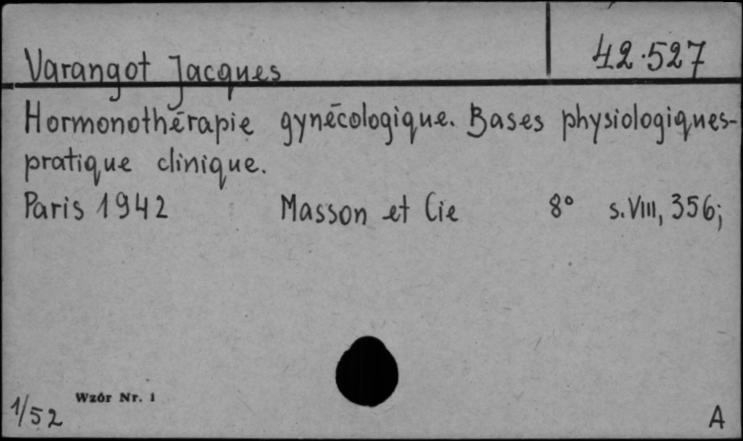 Varangot Jacques
42.527
Hormonothérapie gynécologique. Bases physiologiques-
pratique clinique.
Paris 1942 Masson et Cie 8° s. VIII, 356;
Wzór Nr. 1
1/52
A